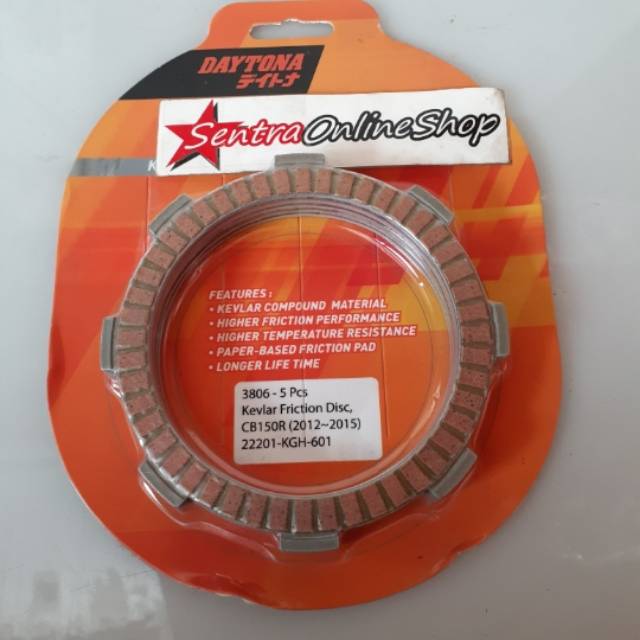 DAYTONA
デイトナ
SentraOnlineShop
K
FEATURES :
• KEVLAR COMPOUND MATERIAL
• HIGHER FRICTION PERFORMANCE
• HIGHER TEMPERATURE RESISTANCE
• PAPER-BASED FRICTION PAD
• LONGER LIFE TIME
3806 - 5 Pcs
Kevlar Friction Disc,
CB150R (2012~2015)
22201-KGH-601